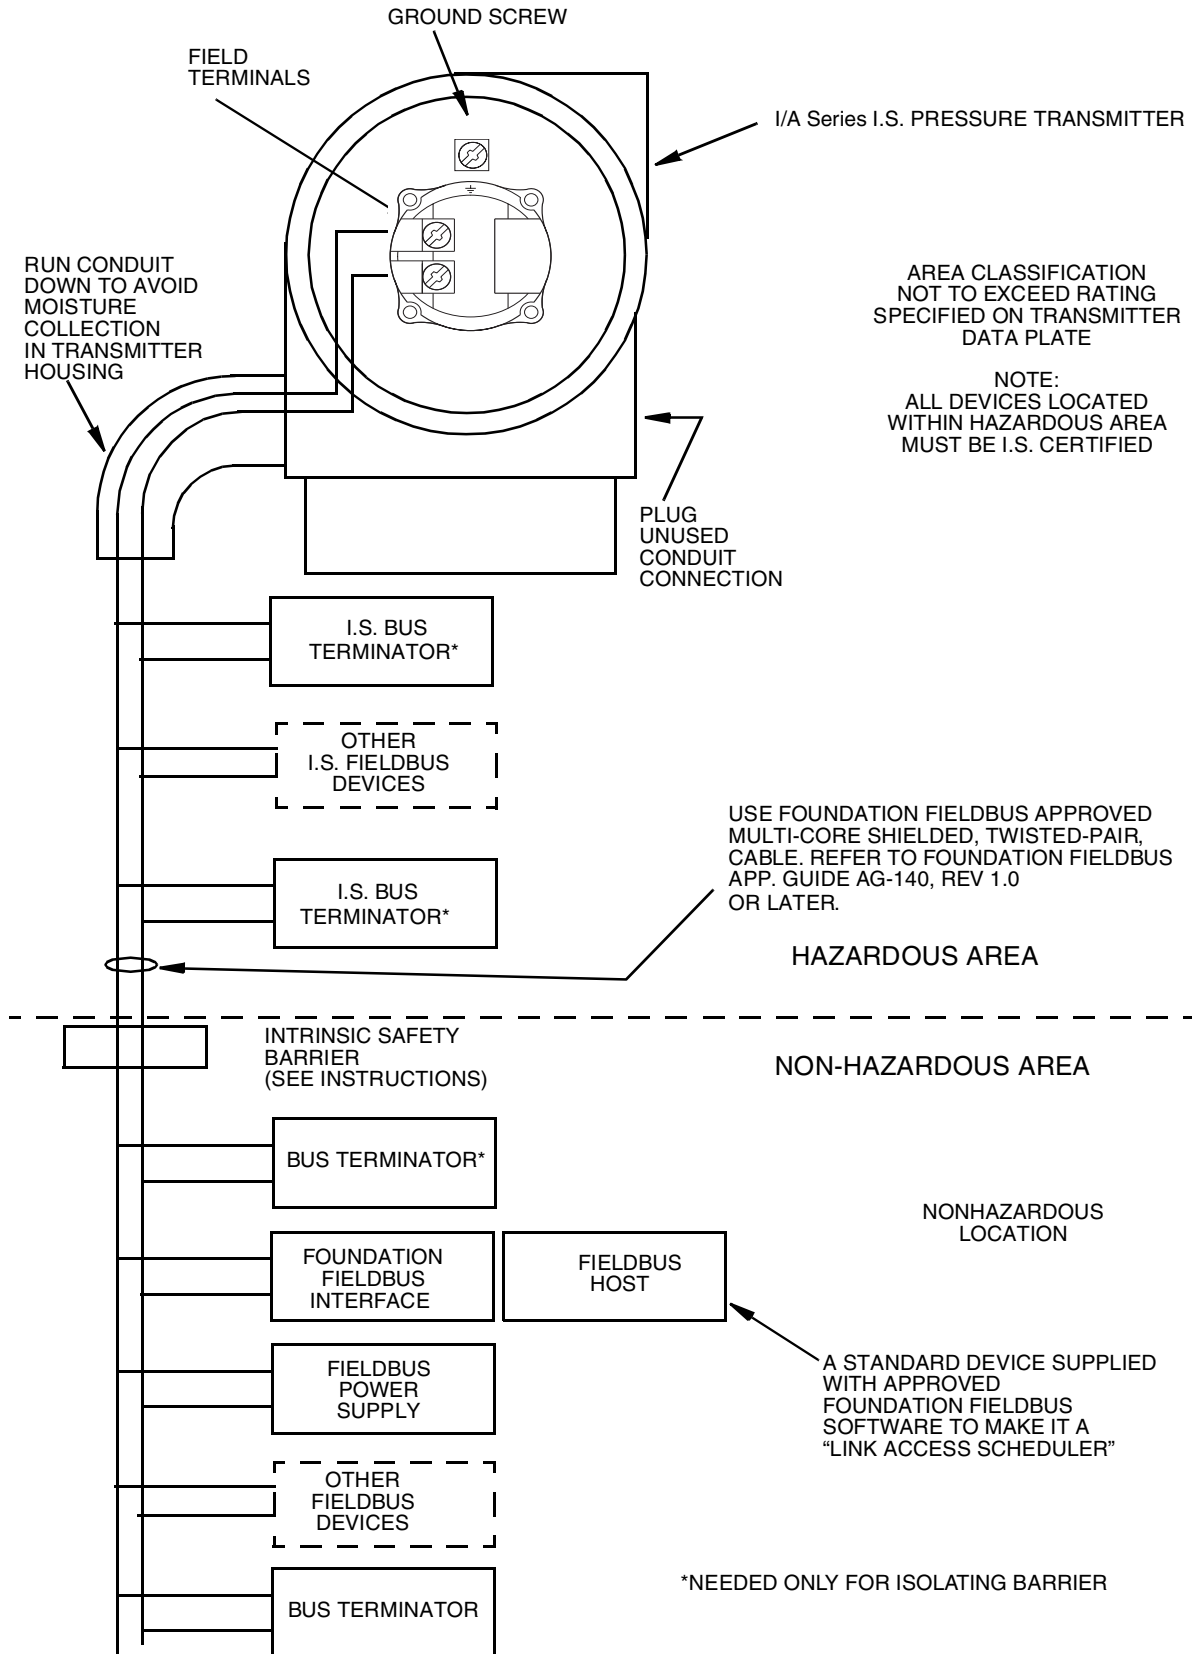 GROUND SCREW
FIELD
TERMINALS
I/A Series I.S. PRESSURE TRANSMITTER
RUN CONDUIT
DOWN TO AVOID
MOISTURE
COLLECTION
IN TRANSMITTER
HOUSING
AREA CLASSIFICATION
NOT TO EXCEED RATING
SPECIFIED ON TRANSMITTER
DATA PLATE
NOTE:
ALL DEVICES LOCATED
WITHIN HAZARDOUS AREA
MUST BE I.S. CERTIFIED
PLUG
UNUSED
CONDUIT
CONNECTION
I.S. BUS
TERMINATOR*
OTHER
I.S. FIELDBUS
DEVICES
USE FOUNDATION FIELDBUS APPROVED
MULTI-CORE SHIELDED, TWISTED-PAIR,
CABLE. REFER TO FOUNDATION FIELDBUS
APP. GUIDE AG-140, REV 1.0
OR LATER.
I.S. BUS
TERMINATOR*
HAZARDOUS AREA
INTRINSIC SAFETY
BARRIER
(SEE INSTRUCTIONS)
NON-HAZARDOUS AREA
BUS TERMINATOR*
NONHAZARDOUS
LOCATION
FOUNDATION
FIELDBUS
INTERFACE
FIELDBUS
HOST
A STANDARD DEVICE SUPPLIED
WITH APPROVED
FOUNDATION FIELDBUS
SOFTWARE TO MAKE IT A
“LINK ACCESS SCHEDULER”
FIELDBUS
POWER
SUPPLY
OTHER
FIELDBUS
DEVICES
*NEEDED ONLY FOR ISOLATING BARRIER
BUS TERMINATOR